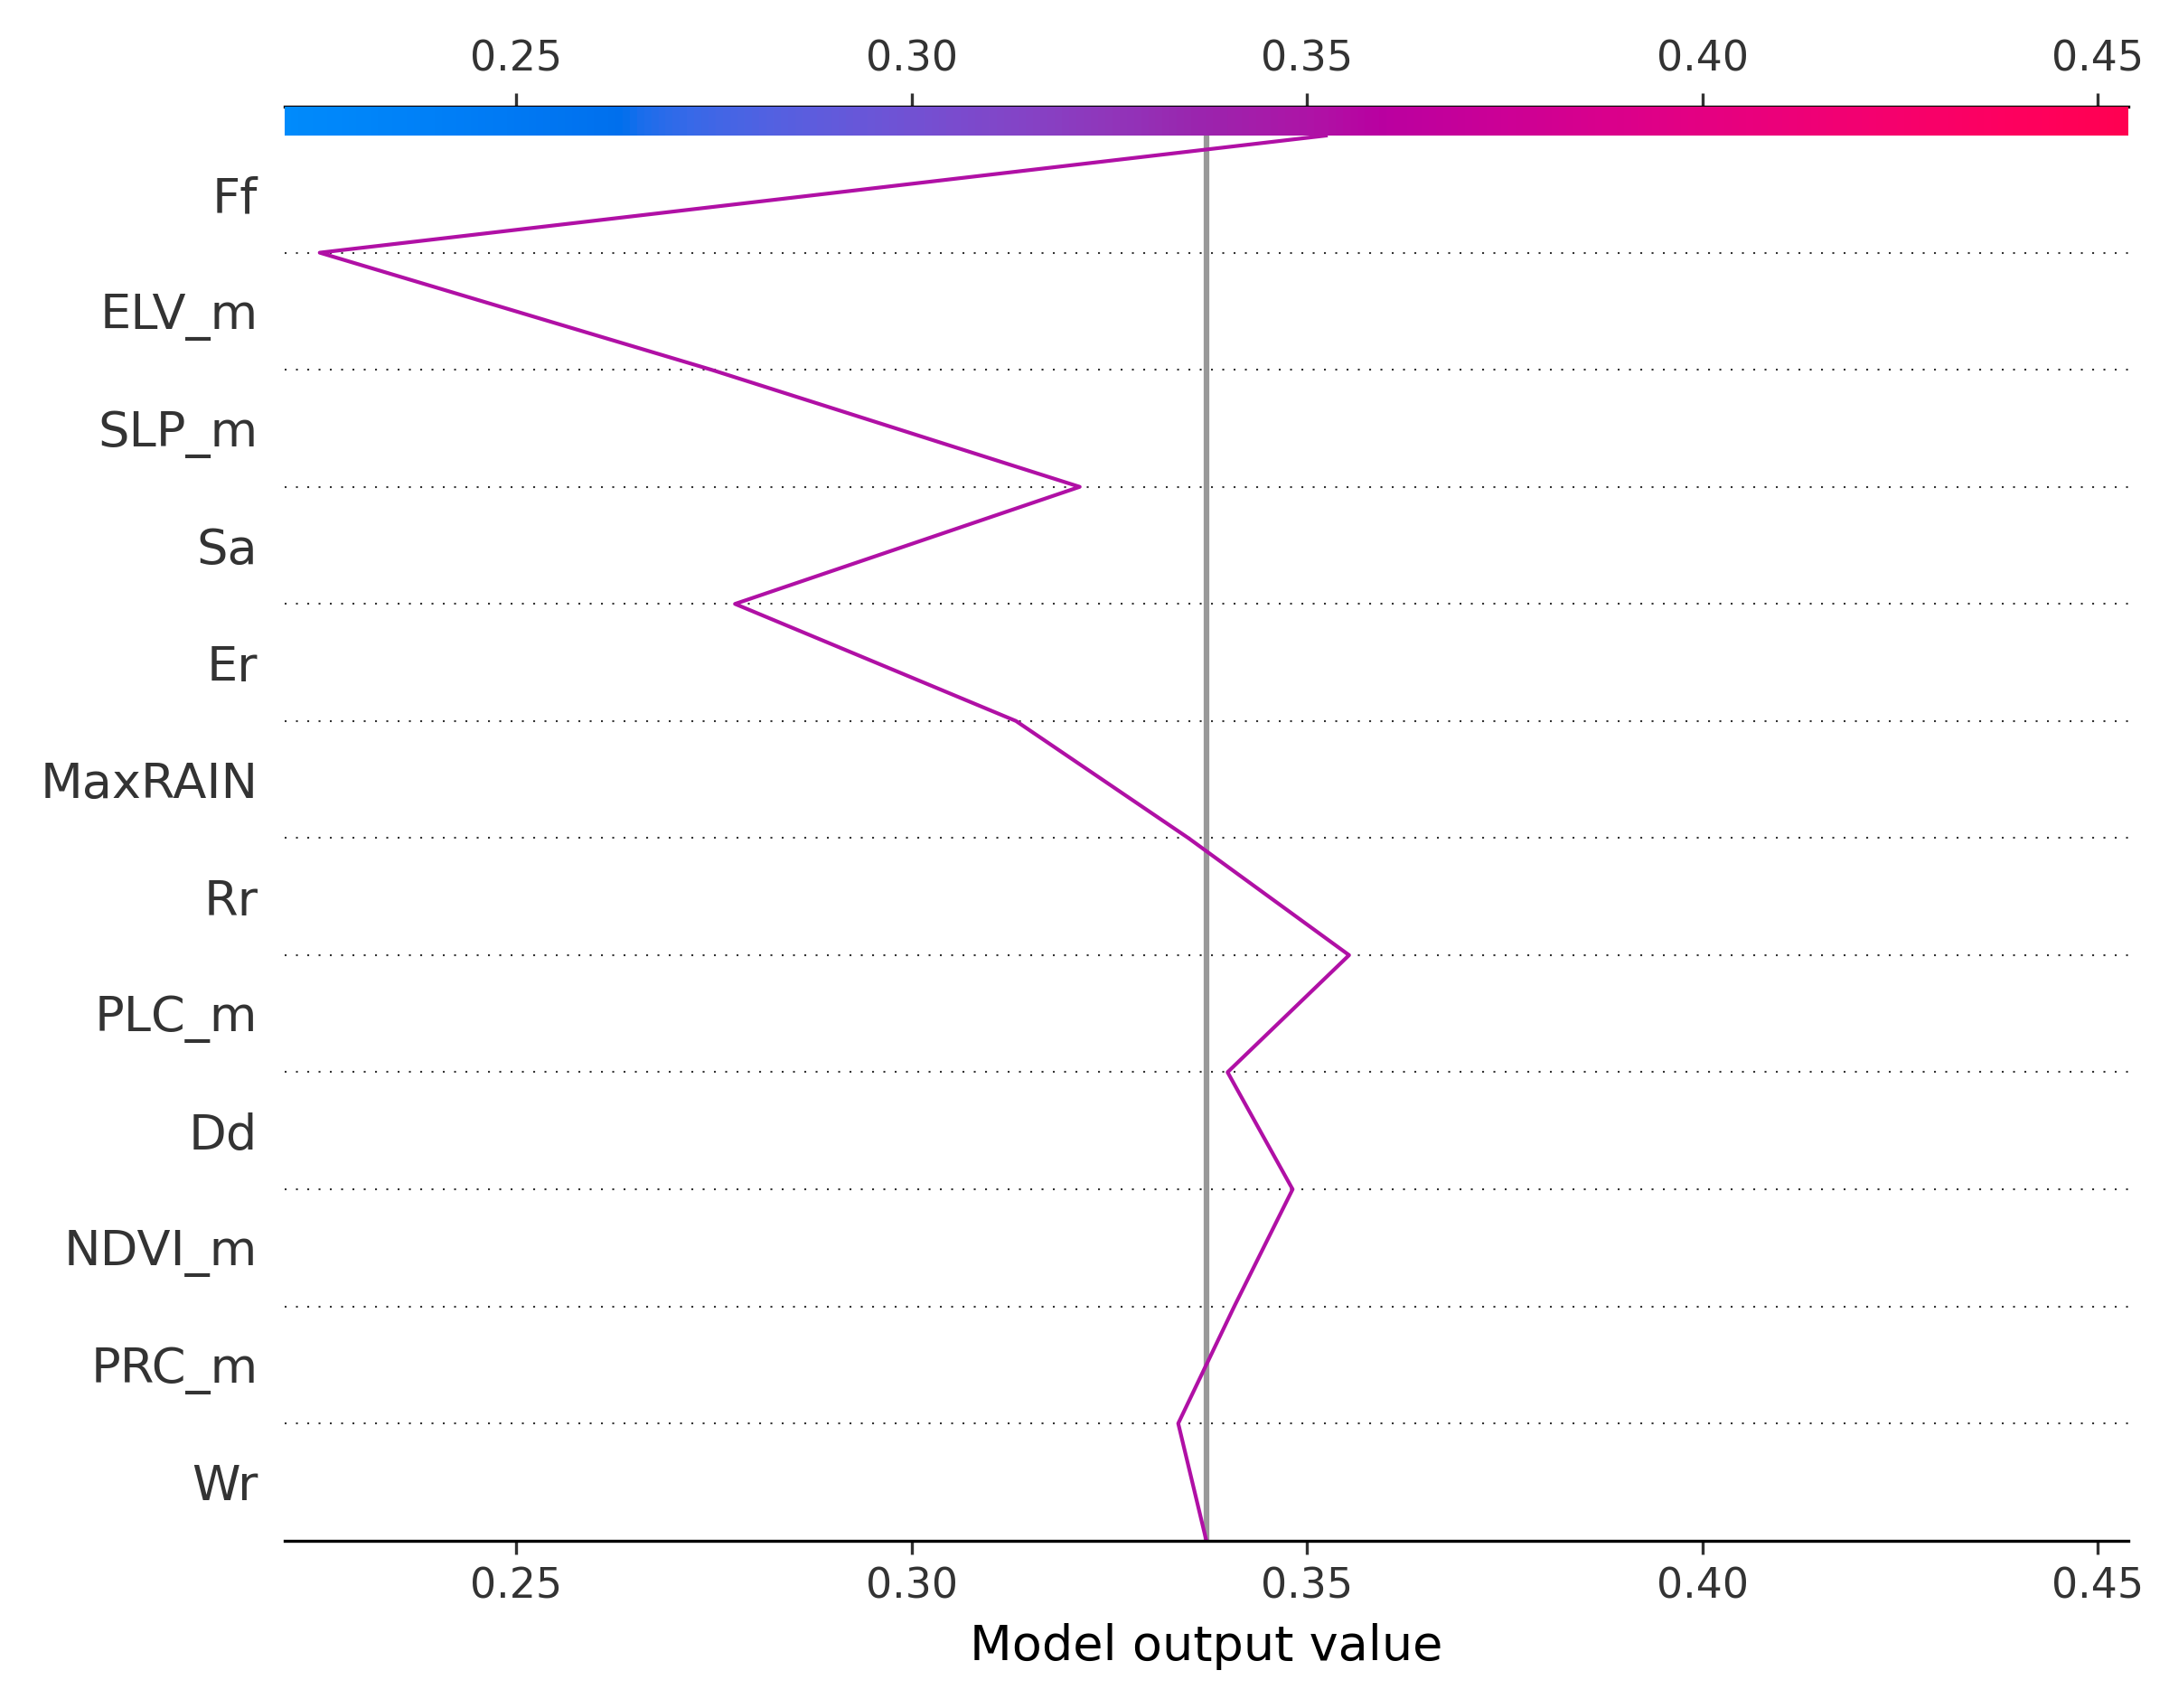 0.25 0.30 0.35 0.40 0.45
Ff
ELV_m
SLP_m
Sa
Er
MaxRAIN
Rr
PLC_m
Dd
NDVI_m
PRC_m
Wr
0.25 0.30 0.35 0.40 0.45
Model output value